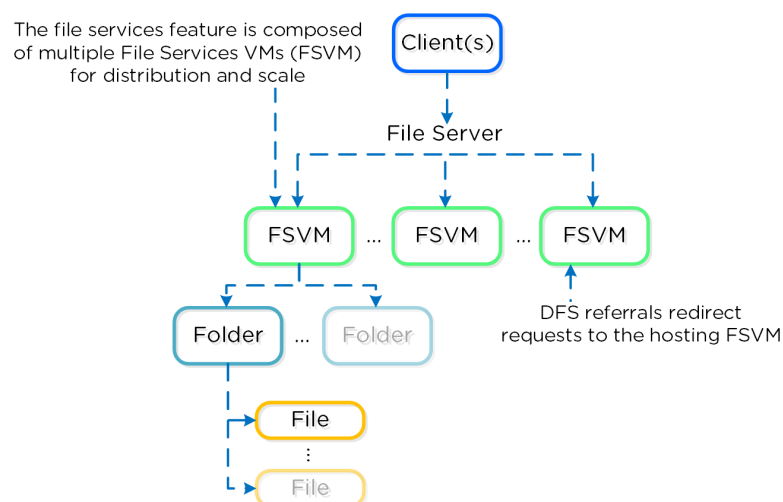 The file services feature is composed
of multiple File Services VMs (FSVM)
for distribution and scale
Client(s)
File Server
FSVM ... FSVM ... FSVM
Folder ... Folder
DFS referrals redirect
requests to the hosting FSVM
File
...
File